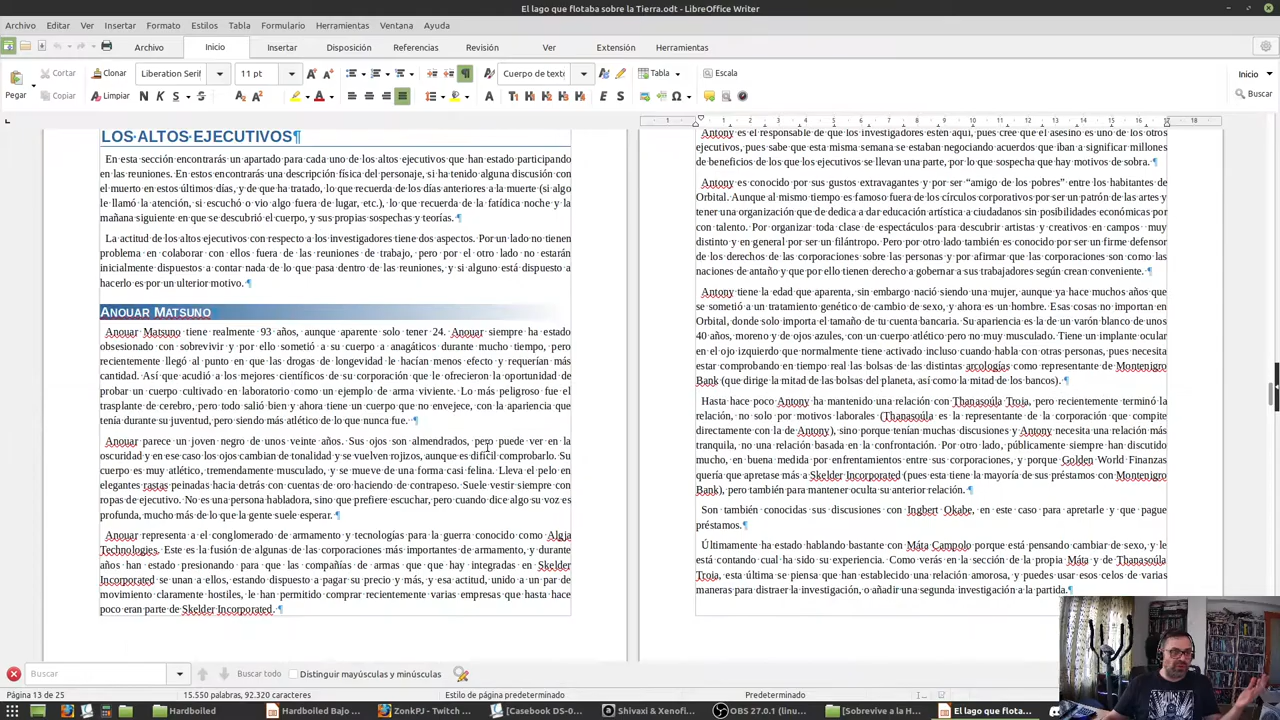 El lago que flotaba sobre la Tierra.odt - LibreOffice Writer
Archivo Editar Ver Insertar Formato Estilos Tabla Formulario Herramientas Ventana Ayuda
Archivo Inicio Insertar Disposición Referencias Revisión Ver Extensión Herramientas
Pegar Cortar Copiar Clonar Limpiar Liberation Serif 11 pt Cuerpo de texto Tabla Escala Inicio Buscar
LOS ALTOS EJECUTIVOS¶
En esta sección encontrarás un apartado para cada uno de los altos ejecutivos que han estado participando
en las reuniones. En estos encontrarás una descripción física del personaje, si ha tenido alguna discusión con
el muerto en estos últimos días, y de que ha tratado, lo que recuerda de los días anteriores a la muerte (si algo
le llamó la atención, si escuchó o vio algo fuera de lugar, etc.), lo que recuerda de la fatídica noche y la
mañana siguiente en que se descubrió el cuerpo, y sus propias sospechas y teorías. ¶
La actitud de los altos ejecutivos con respecto a los investigadores tiene dos aspectos. Por un lado no tienen
problema en colaborar con ellos fuera de las reuniones de trabajo, pero por el otro lado no estarán
inicialmente dispuestos a contar nada de lo que pasa dentro de las reuniones, y si alguno está dispuesto a
hacerlo es por un ulterior motivo. ¶
ANOUAR MATSUNO
Anouar Matsuno tiene realmente 93 años, aunque aparente solo tener 24. Anouar siempre ha estado
obsesionado con sobrevivir y por ello sometió a su cuerpo a anagáticos durante mucho tiempo, pero
recientemente llegó al punto en que las drogas de longevidad le hacían menos efecto y requerían más
cantidad. Así que acudió a los mejores científicos de su corporación que le ofrecieron la oportunidad de
probar un cuerpo cultivado en laboratorio como un ejemplo de arma viviente. Lo más peligroso fue el
trasplante de cerebro, pero todo salió bien y ahora tiene un cuerpo que no envejece, con la apariencia que
tenía durante su juventud, pero siendo más atlético de lo que nunca fue. ¶
Anouar parece un joven negro de unos veinte años. Sus ojos son almendrados, pero puede ver en la
oscuridad y en ese caso los ojos cambian de tonalidad y se vuelven rojizos, aunque es difícil comprobarlo. Su
cuerpo es muy atlético, tremendamente musculado, y se mueve de una forma casi felina. Lleva el pelo en
elegantes rastas peinadas hacia detrás con cuentas de oro haciendo de contrapeso. Suele vestir siempre con
ropas de ejecutivo. No es una persona habladora, sino que prefiere escuchar, pero cuando dice algo su voz es
profunda, mucho más de lo que la gente suele esperar. ¶
Anouar representa a el conglomerado de armamento y tecnologías para la guerra conocido como Algja
Technologies. Este es la fusión de algunas de las corporaciones más importantes de armamento, y durante
años han estado presionando para que las compañías de armas que que hay integradas en Skelder
Incorporated se unan a ellos, estando dispuesto a pagar su precio y más, y esa actitud, unido a un par de
movimiento claramente hostiles, le han permitido comprar recientemente varias empresas que hasta hace
poco eran parte de Skelder Incorporated. ¶
Antony es el responsable de que los investigadores estén aquí, pues cree que el asesino es uno de los otros
ejecutivos, pues sabe que esta misma semana se estaban negociando acuerdos que iban a significar millones
de beneficios de los que los ejecutivos se llevan una parte, por lo que sospecha que hay motivos de sobra. ¶
Antony es conocido por sus gustos extravagantes y por ser “amigo de los pobres” entre los habitantes de
Orbital. Aunque al mismo tiempo es famoso fuera de los círculos corporativos por ser un patrón de las artes y
tener una organización que de dedica a dar educación artística a ciudadanos sin posibilidades económicas por
con talento. Por organizar toda clase de espectáculos para descubrir artistas y creativos en campos muy
distinto y en general por ser un filántropo. Pero por otro lado también es conocido por ser un firme defensor
de los derechos de las corporaciones sobre las personas y por afirmar que las corporaciones son como las
naciones de antaño y que por ello tienen derecho a gobernar a sus trabajadores según crean conveniente. ¶
Antony tiene la edad que aparenta, sin embargo nació siendo una mujer, aunque ya hace muchos años que
se sometió a un tratamiento genético de cambio de sexo, y ahora es un hombre. Esas cosas no importan en
Orbital, donde solo importa el tamaño de tu cuenta bancaria. Su apariencia es la de un varón blanco de unos
40 años, moreno y de ojos azules, con un cuerpo atlético pero no muy musculado. Tiene un implante ocular
en el ojo izquierdo que normalmente tiene activado incluso cuando habla con otras personas, pues necesita
estar comprobando en tiempo real las bolsas de las distintas arcologías como representante de Montenigro
Bank (que dirige la mitad de las bolsas del planeta, así como la mitad de los bancos). ¶
Hasta hace poco Antony ha mantenido una relación con Thanasoúla Troja, pero recientemente terminó la
relación, no solo por motivos laborales (Thanasoúla es la representante de la corporación que compite
directamente con la de Antony), sino porque tenían muchas discusiones y Antony necesita una relación más
tranquila, no una relación basada en la confrontación. Por otro lado, públicamente siempre han discutido
mucho, en buena medida por enfrentamientos entre sus corporaciones, y porque Golden World Finanzas
quería que apretase más a Skelder Incorporated (pues esta tiene la mayoría de sus préstamos con Montenigro
Bank), pero también para mantener oculta su anterior relación. ¶
Son también conocidas sus discusiones con Ingbert Okabe, en este caso para apretarle y que pague
préstamos. ¶
Últimamente ha estado hablando bastante con Máta Campolo porque está pensando cambiar de sexo, y le
está contando cual ha sido su experiencia. Como verás en la sección de la propia Máta y de Thanasoúla
Troja, esta última se piensa que han establecido una relación amorosa, y puedes usar esos celos de varias
maneras para distraer la investigación, o añadir una segunda investigación a la partida.¶
Buscar Buscar todo Distinguir mayúsculas y minúsculas
Página 13 de 25 15.550 palabras, 92.320 caracteres Estilo de página predeterminado Predeterminado
Hardboiled Hardboiled Bajo ... ZonkPJ - Twitch ... [Casebook DS-0... Shivaxi & Xenofi... OBS 27.0.1 (linu... [Sobrevive a la H... El lago que flota...